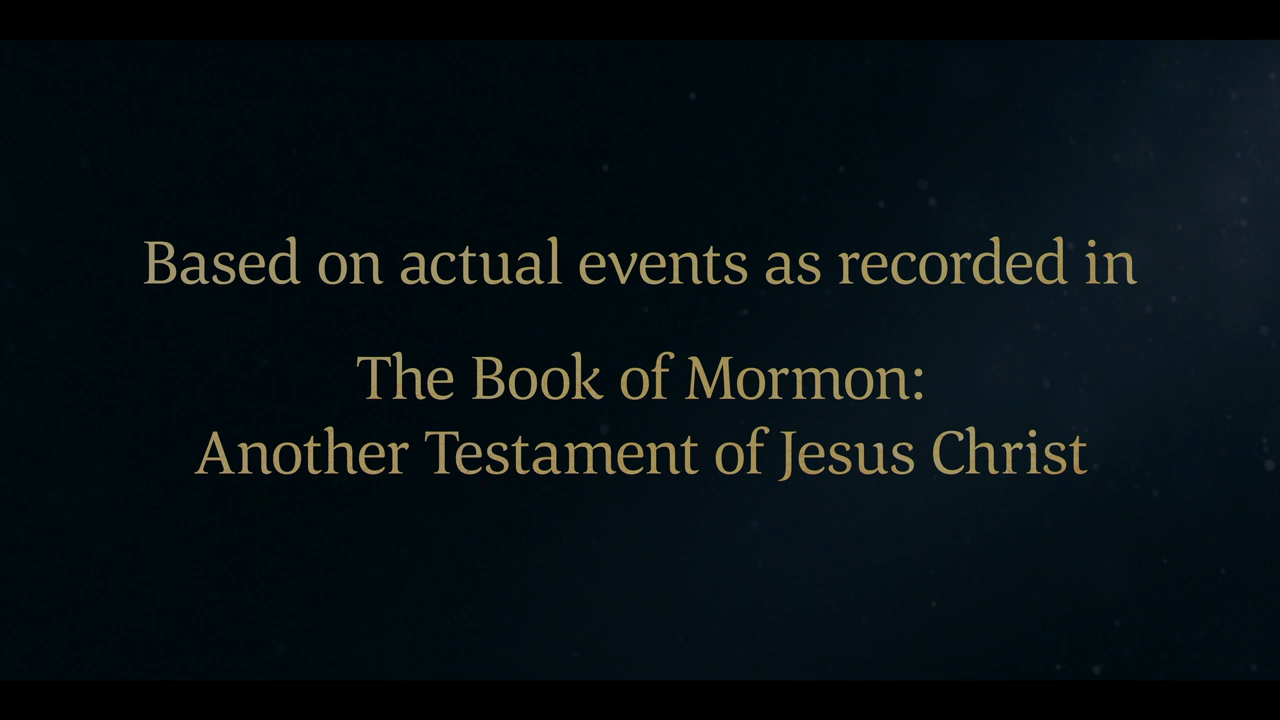 Based on actual events as recorded in
The Book of Mormon:
Another Testament of Jesus Christ